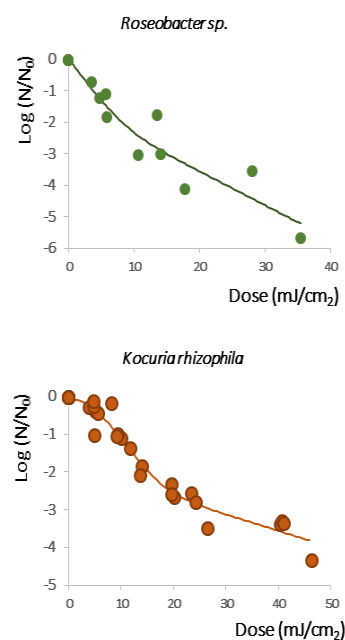 Roseobacter sp.
Log (N/N₀)
0
-1
-2
-3
-4
-5
-6
0 10 20 30 40
Dose (mJ/cm₂)
Kocuria rhizophila
Log (N/N₀)
0
-1
-2
-3
-4
-5
0 10 20 30 40 50
Dose (mJ/cm₂)